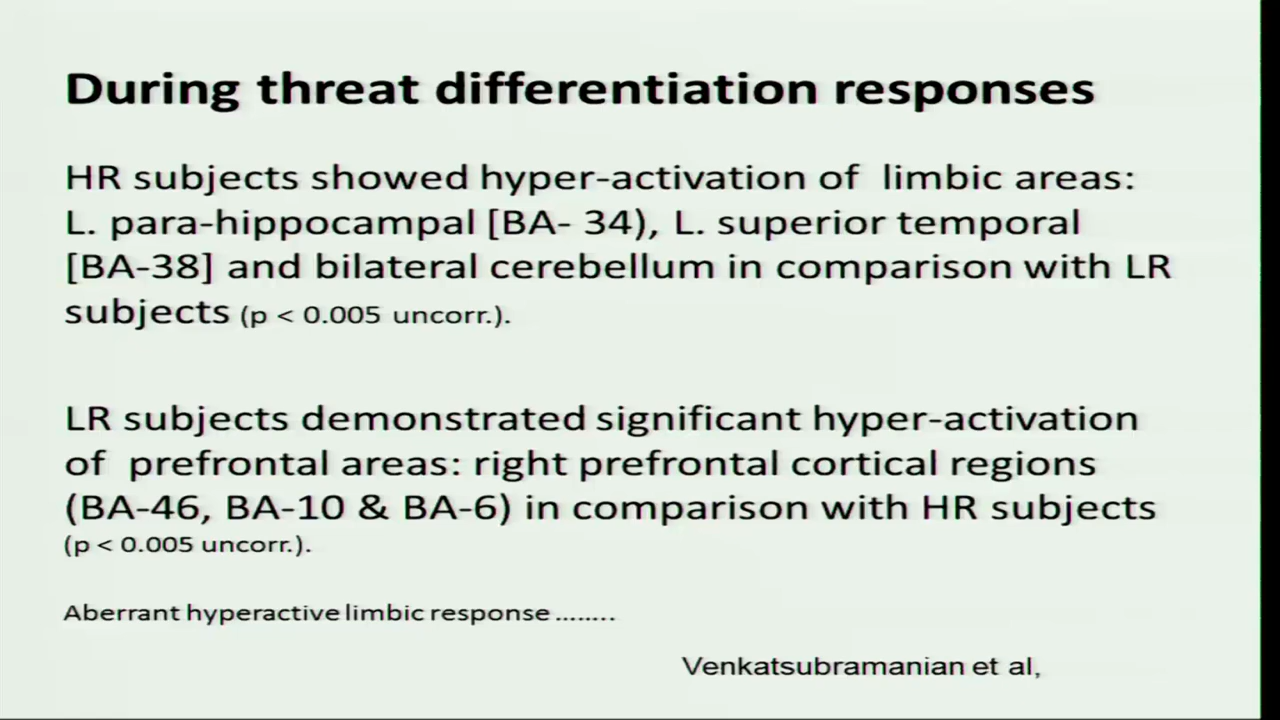 During threat differentiation responses
HR subjects showed hyper-activation of limbic areas:
L. para-hippocampal [BA- 34), L. superior temporal
[BA-38] and bilateral cerebellum in comparison with LR
subjects (p < 0.005 uncorr.).
LR subjects demonstrated significant hyper-activation
of prefrontal areas: right prefrontal cortical regions
(BA-46, BA-10 & BA-6) in comparison with HR subjects
(p < 0.005 uncorr.).
Aberrant hyperactive limbic response ........
Venkatsubramanian et al,